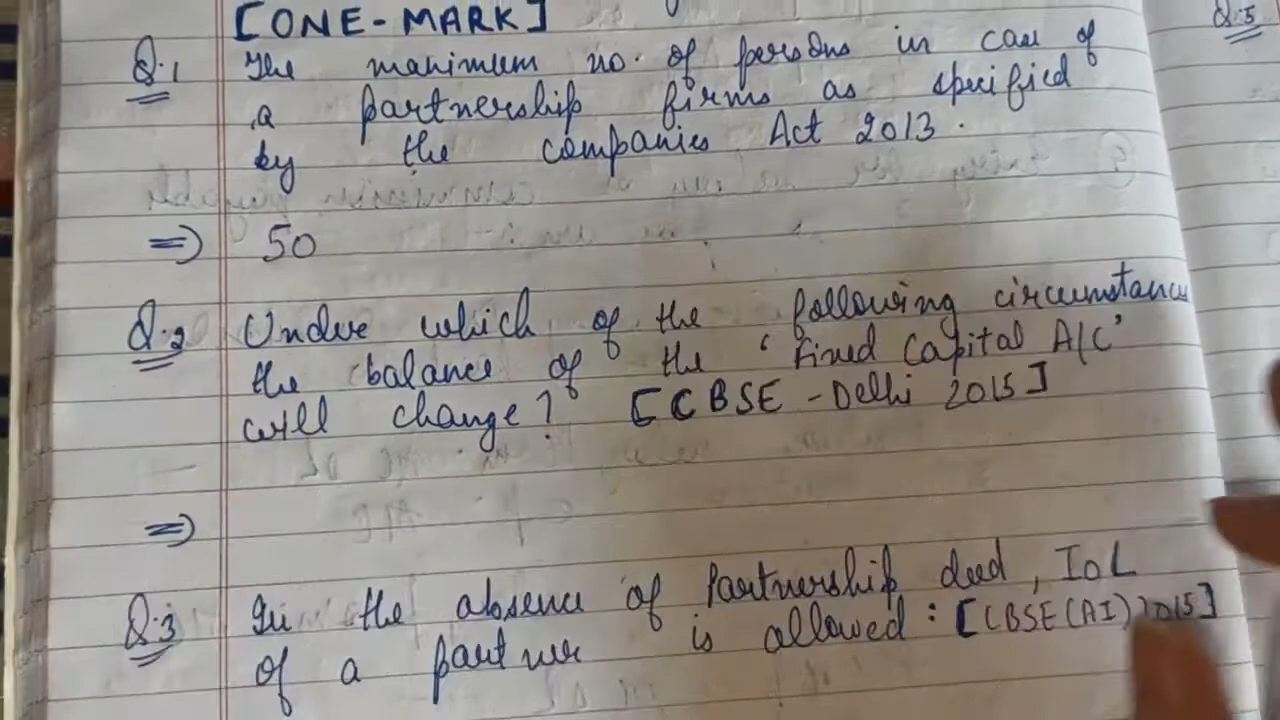 [ONE-MARK]
Q.5
Q.1 The maximum no. of persons in case of
a partnership firms as specified
by the companies Act 2013.
=> 50
Q.2 Under which of the following circumstances
the balance of the ‘fixed Capital A/C’
will change? [CBSE - Delhi 2015]
=>
Q.3 In the absence of Partnership deed, IOL
of a partner is allowed : [CBSE(AI) 2015]